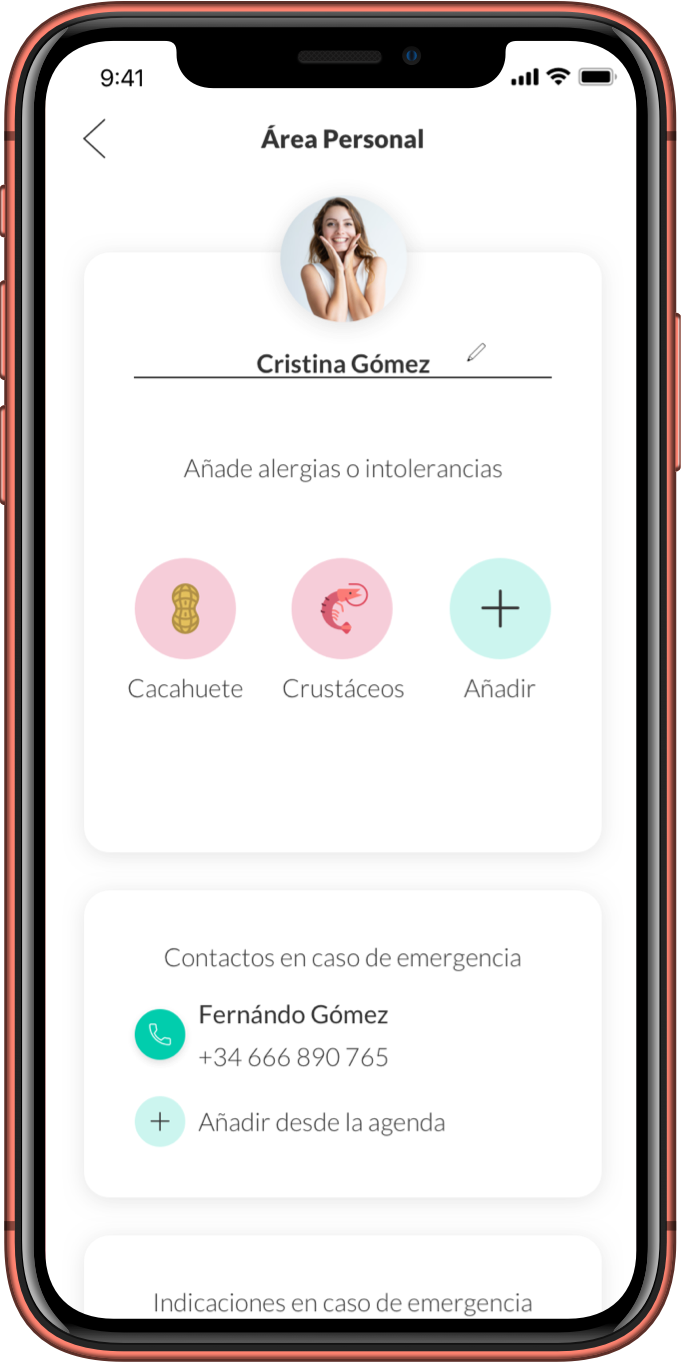 9:41
Área Personal
Cristina Gómez
Añade alergias o intolerancias
Cacahuete Crustáceos Añadir
Contactos en caso de emergencia
Fernándo Gómez
+34 666 890 765
Añadir desde la agenda
Indicaciones en caso de emergencia